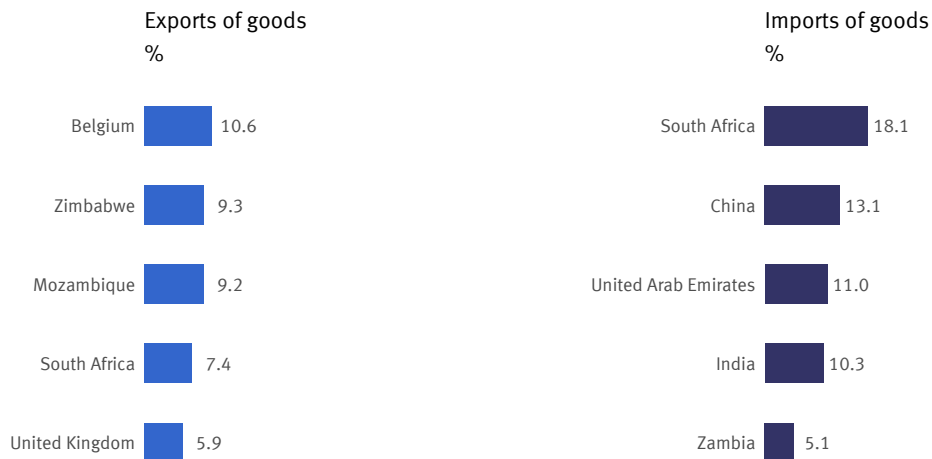 Exports of goods
%
Belgium 10.6
Zimbabwe 9.3
Mozambique 9.2
South Africa 7.4
United Kingdom 5.9
Imports of goods
%
South Africa 18.1
China 13.1
United Arab Emirates 11.0
India 10.3
Zambia 5.1